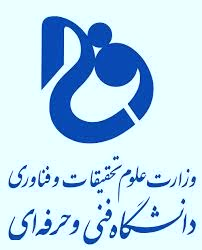 وزارت علوم تحقیقات و فناوری
دانشگاه فنی و حرفه‌ای